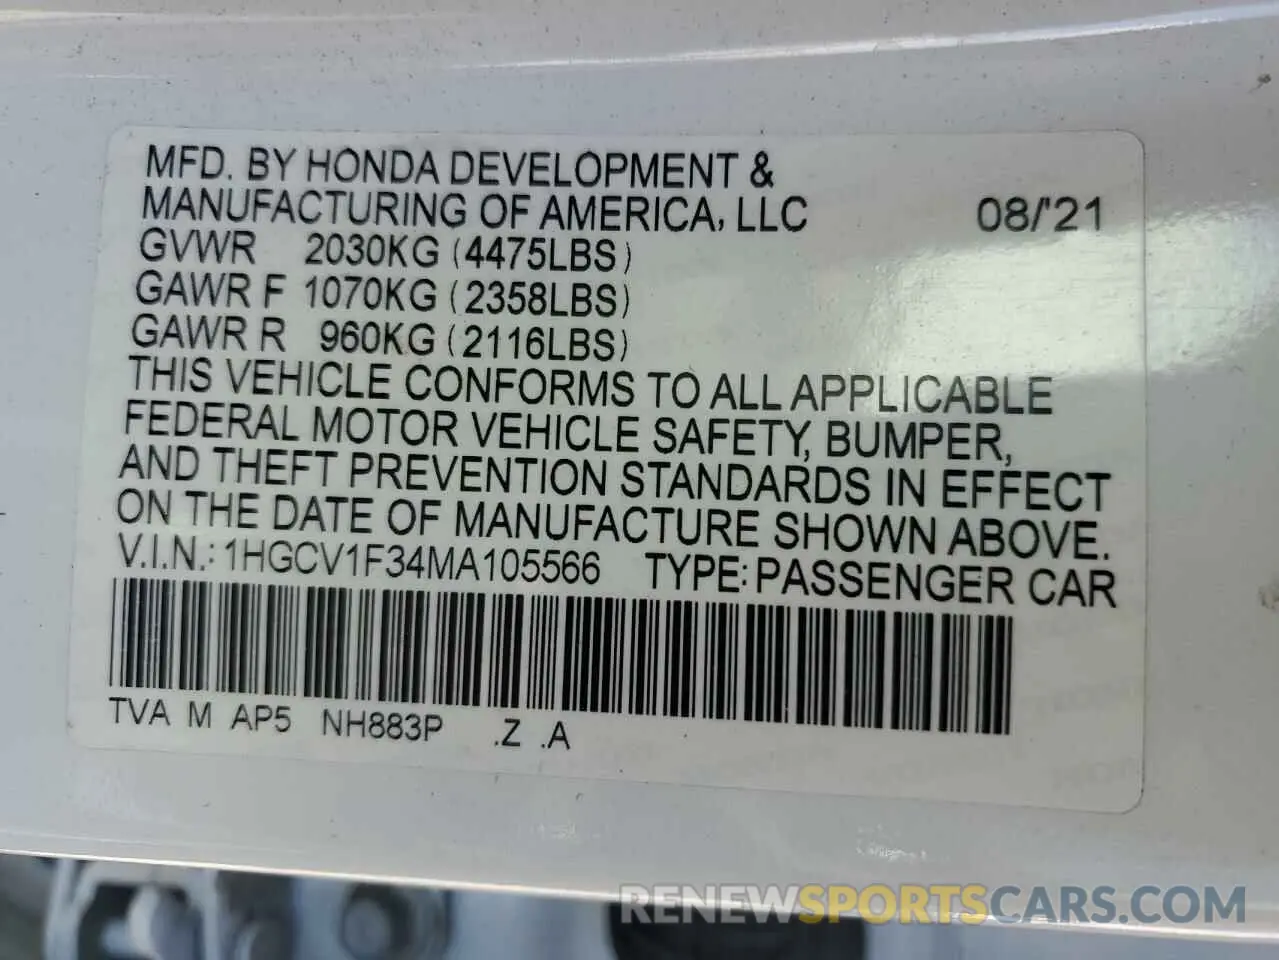 MFD. BY HONDA DEVELOPMENT &
MANUFACTURING OF AMERICA, LLC 08/'21
GVWR 2030KG (4475LBS)
GAWR F 1070KG (2358LBS)
GAWR R 960KG (2116LBS)
THIS VEHICLE CONFORMS TO ALL APPLICABLE
FEDERAL MOTOR VEHICLE SAFETY, BUMPER,
AND THEFT PREVENTION STANDARDS IN EFFECT
ON THE DATE OF MANUFACTURE SHOWN ABOVE.
V.I.N.: 1HGCV1F34MA105566 TYPE: PASSENGER CAR
TVA M AP5 NH883P .Z .A
RENEWSPORTSCARS.COM